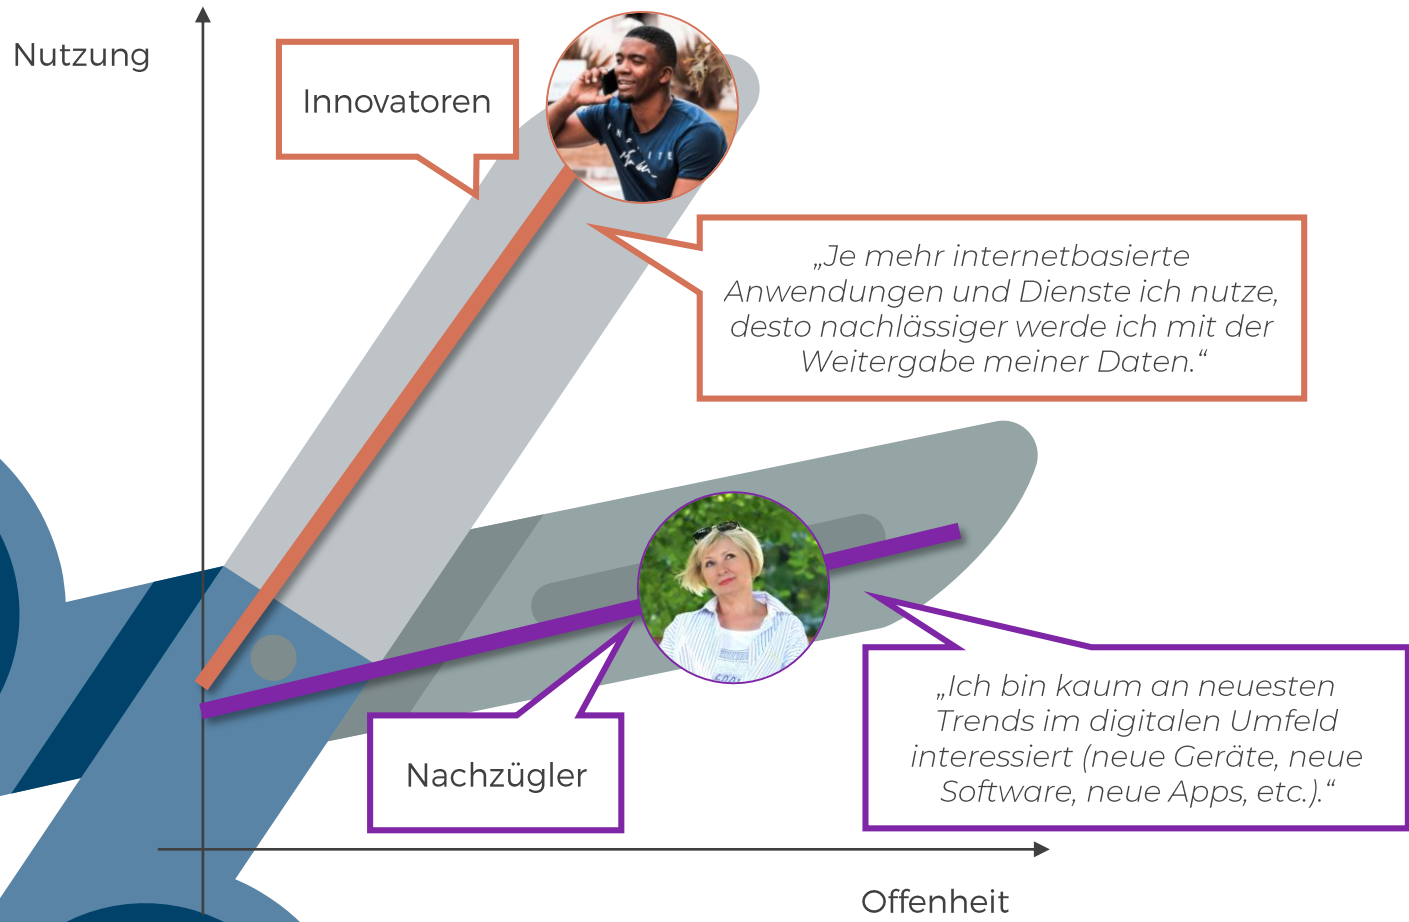 Nutzung
Innovatoren
„Je mehr internetbasierte
Anwendungen und Dienste ich nutze,
desto nachlässiger werde ich mit der
Weitergabe meiner Daten.“
„Ich bin kaum an neuesten
Trends im digitalen Umfeld
interessiert (neue Geräte, neue
Software, neue Apps, etc.).“
Nachzügler
Offenheit